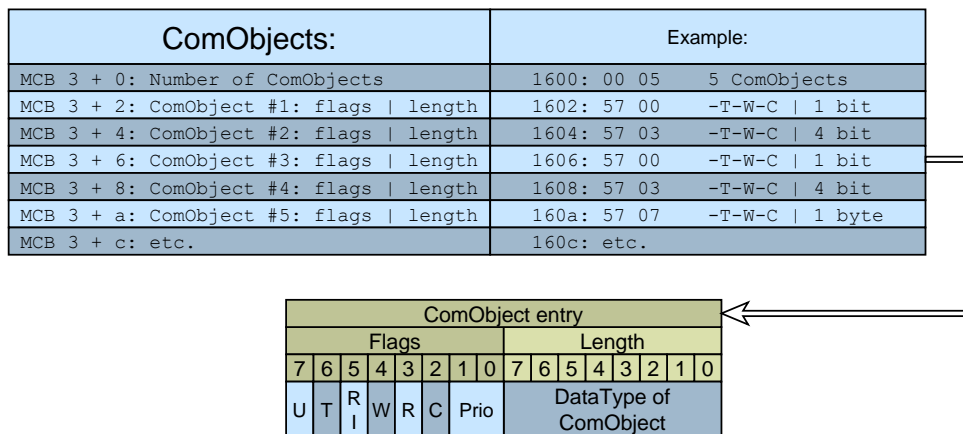 ComObjects: Example:
MCB 3 + 0: Number of ComObjects 1600: 00 05 5 ComObjects
MCB 3 + 2: ComObject #1: flags | length 1602: 57 00 -T-W-C | 1 bit
MCB 3 + 4: ComObject #2: flags | length 1604: 57 03 -T-W-C | 4 bit
MCB 3 + 6: ComObject #3: flags | length 1606: 57 00 -T-W-C | 1 bit
MCB 3 + 8: ComObject #4: flags | length 1608: 57 03 -T-W-C | 4 bit
MCB 3 + a: ComObject #5: flags | length 160a: 57 07 -T-W-C | 1 byte
MCB 3 + c: etc. 160c: etc.
ComObject entry
Flags Length
7 6 5 4 3 2 1 0 7 6 5 4 3 2 1 0
U T RI W R C Prio DataType of
ComObject